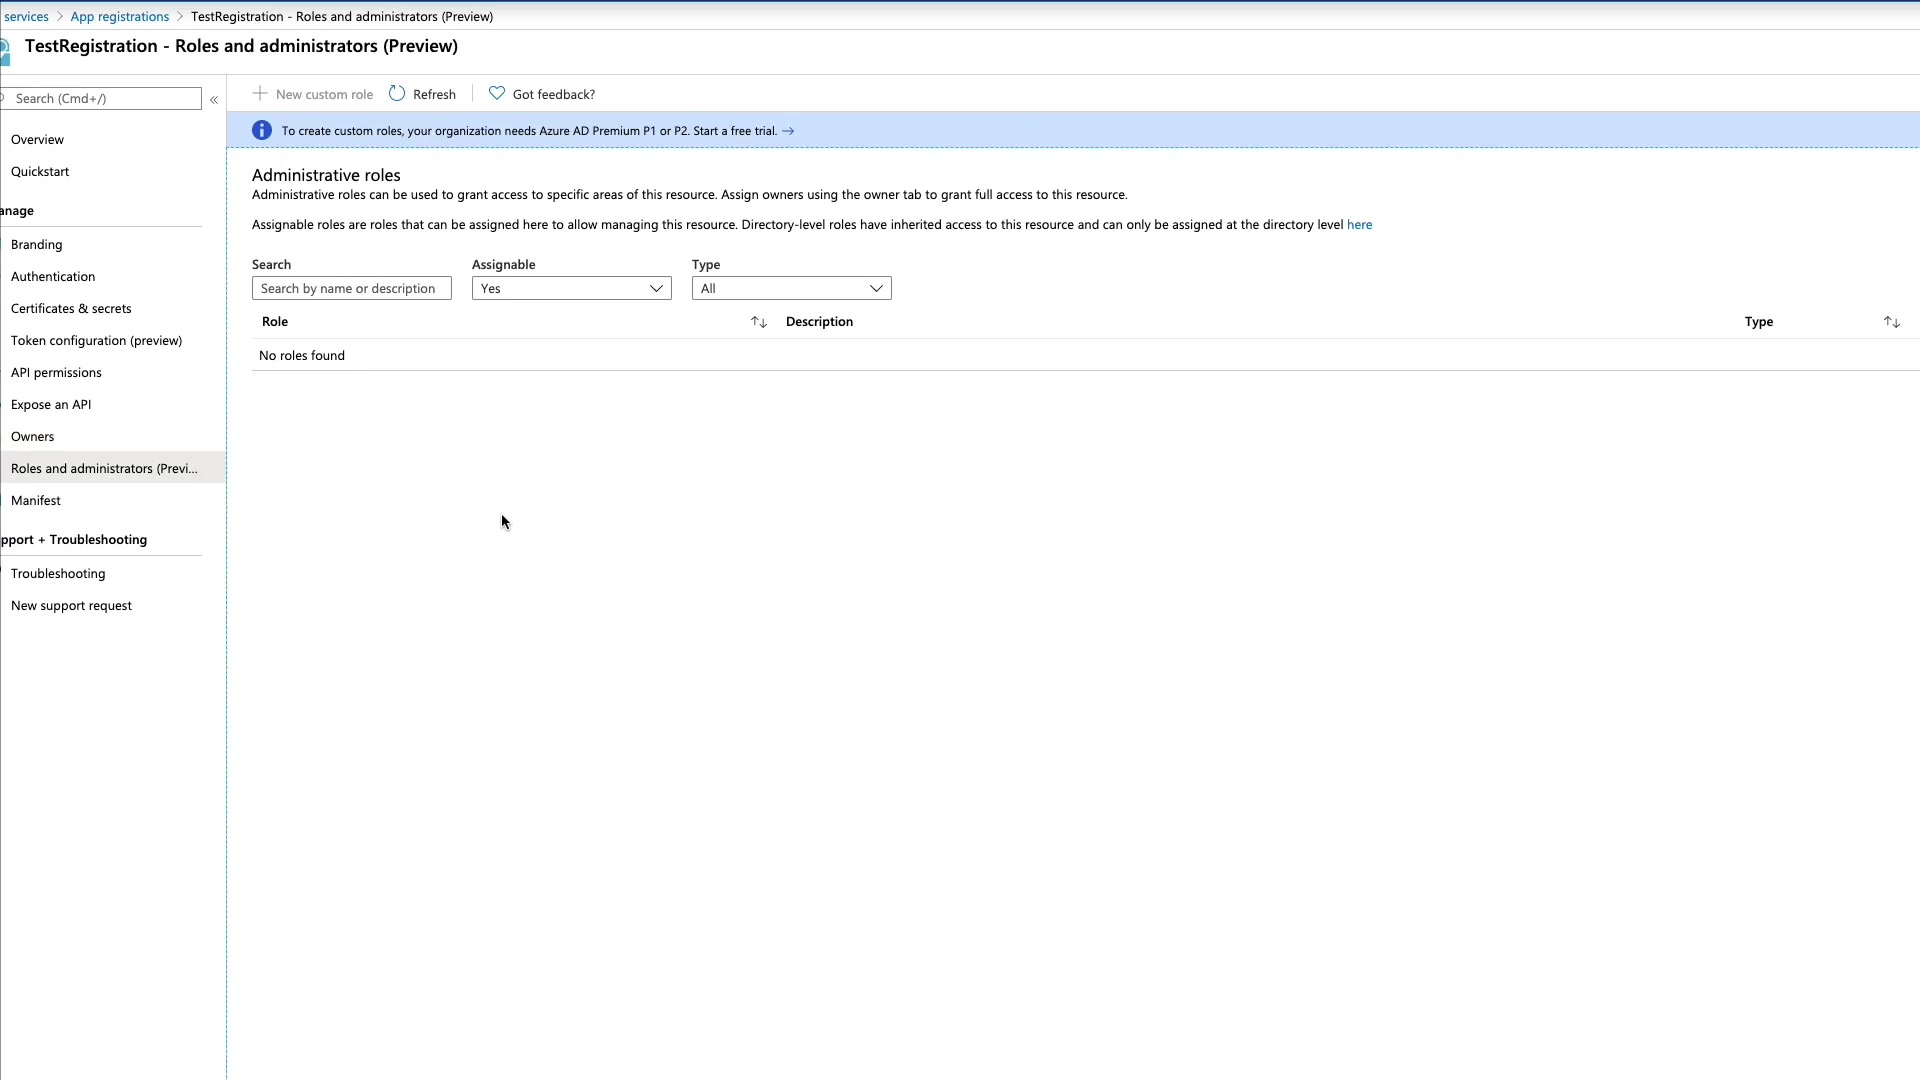 services > App registrations > TestRegistration - Roles and administrators (Preview)
TestRegistration - Roles and administrators (Preview)
Search (Cmd+/)
«
Overview
Quickstart
anage
Branding
Authentication
Certificates & secrets
Token configuration (preview)
API permissions
Expose an API
Owners
Roles and administrators (Previ...
Manifest
pport + Troubleshooting
Troubleshooting
New support request
New custom role
Refresh
Got feedback?
To create custom roles, your organization needs Azure AD Premium P1 or P2. Start a free trial. →
Administrative roles
Administrative roles can be used to grant access to specific areas of this resource. Assign owners using the owner tab to grant full access to this resource.
Assignable roles are roles that can be assigned here to allow managing this resource. Directory-level roles have inherited access to this resource and can only be assigned at the directory level here
Search
Assignable
Type
Search by name or description
Yes
All
Role
Description
Type
No roles found